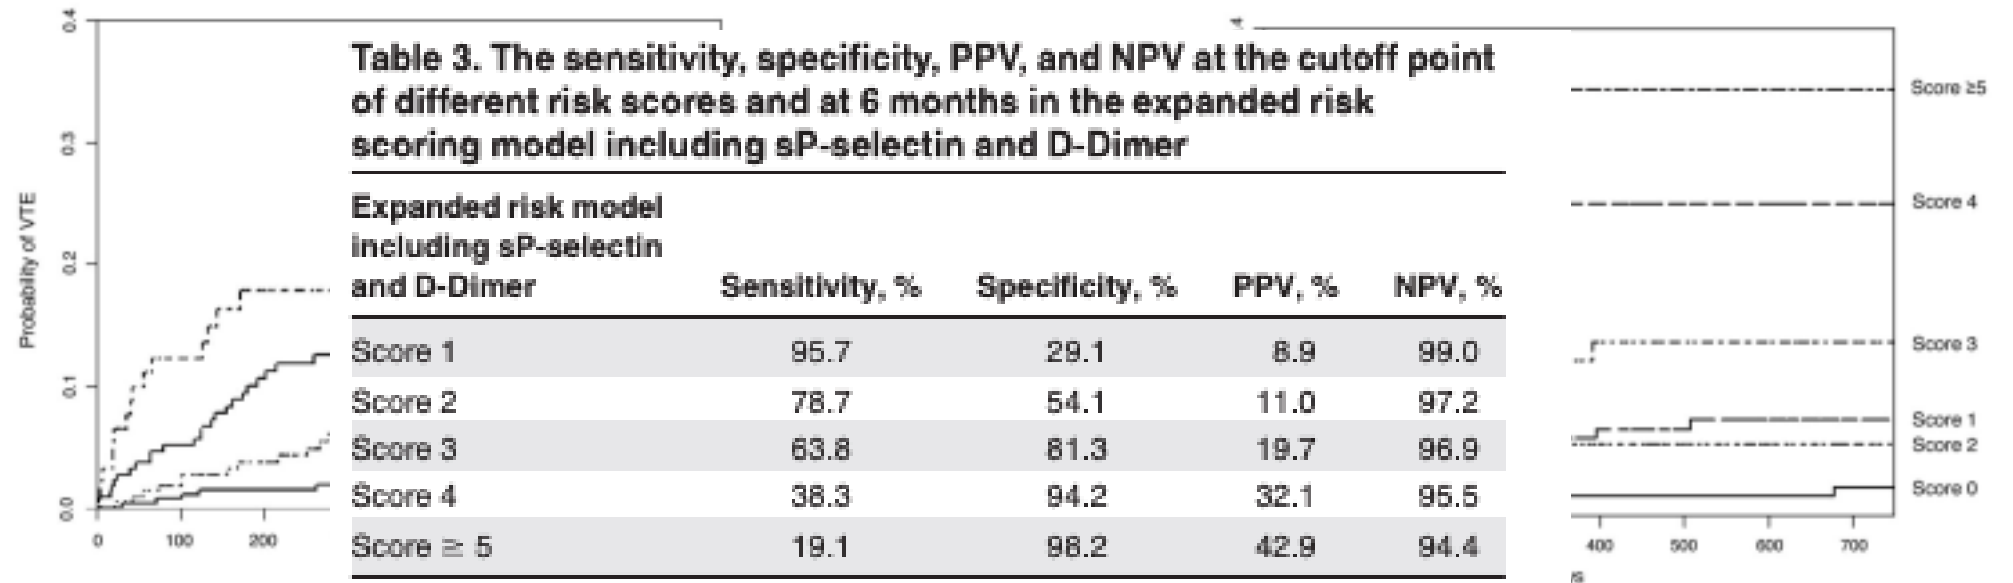 0.4
0.3
0.2
0.1
0.0
Probability of VTE
0 100 200
Table 3. The sensitivity, specificity, PPV, and NPV at the cutoff point
of different risk scores and at 6 months in the expanded risk
scoring model including sP-selectin and D-Dimer
Expanded risk model
including sP-selectin
and D-Dimer Sensitivity, % Specificity, % PPV, % NPV, %
Score 1 95.7 29.1 8.9 99.0
Score 2 78.7 54.1 11.0 97.2
Score 3 63.8 81.3 19.7 96.9
Score 4 38.3 94.2 32.1 95.5
Score ≥ 5 19.1 98.2 42.9 94.4
Score ≥5
Score 4
Score 3
Score 1
Score 2
Score 0
400 500 600 700